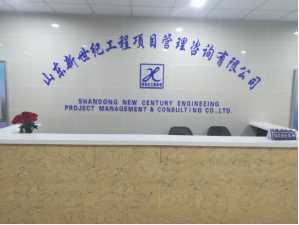 山东新世纪工程项目管理咨询有限公司
SHANDONG NEW CENTURY ENGINEEING
PROJECT MANAGEMENT & CONSULTING CO.,LTD.